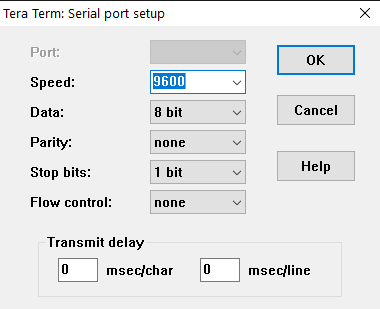 Tera Term: Serial port setup
Port:
OK
Speed: 9600
Data: 8 bit
Cancel
Parity: none
Stop bits: 1 bit
Help
Flow control: none
Transmit delay
0 msec/char 0 msec/line